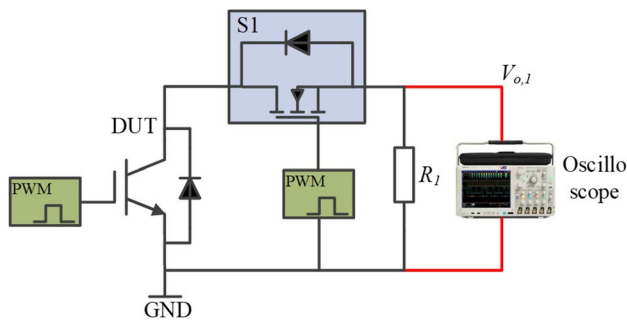 S1
V_{o,1}
DUT
PWM
PWM
R_1
Oscillo
scope
GND